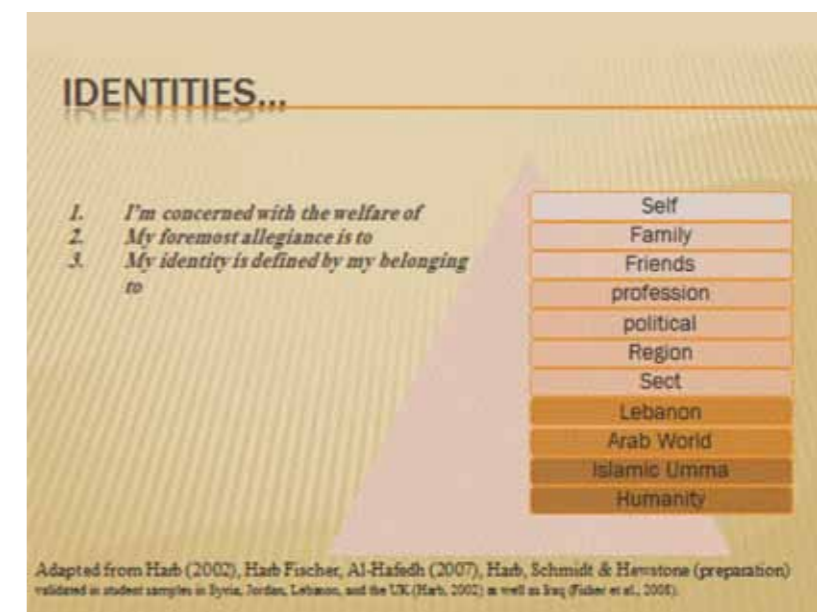 IDENTITIES...
1. I'm concerned with the welfare of
2. My foremost allegiance is to
3. My identity is defined by my belonging
to
Self
Family
Friends
profession
political
Region
Sect
Lebanon
Arab World
Islamic Umma
Humanity
Adapted from Harb (2002), Harb Fischer, Al-Hafedh (2007), Harb, Schmidt & Hewstone (preparation)
validated in student samples in Syria, Jordan, Lebanon, and the UK (Harb, 2002) as well as Iraq (Fisher et al., 2008).